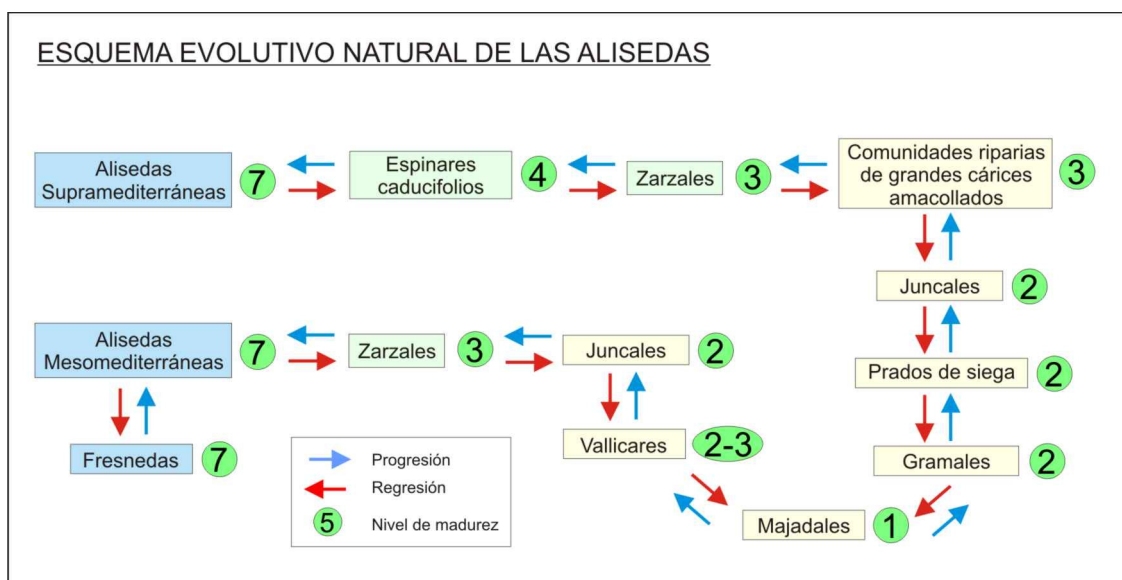 ESQUEMA EVOLUTIVO NATURAL DE LAS ALISEDAS
Alisedas
Supramediterráneas
7
Espinares
caducifolios
4
Zarzales
3
Comunidades riparias
de grandes cárices
amacollados
3
Juncales
2
Alisedas
Mesomediterráneas
7
Zarzales
3
Juncales
2
Prados de siega
2
Fresnedas
7
Vallicares
2-3
Gramales
2
Majadales
1
Progresión
Regresión
5
Nivel de madurez